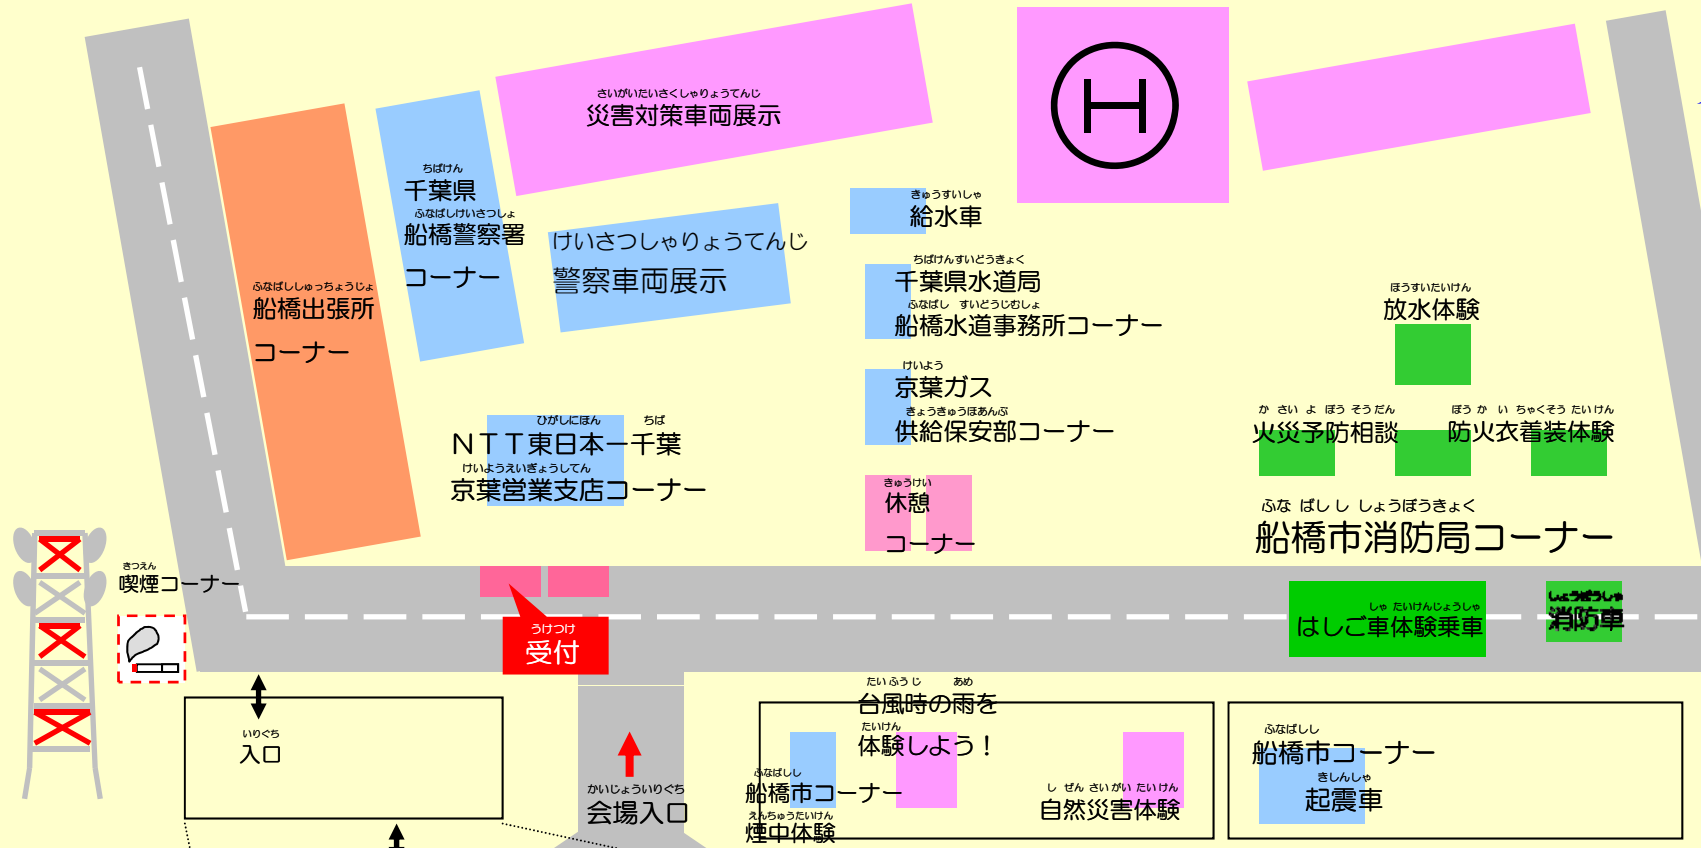 さいがいたいさくしゃりょうてんじ
災害対策車両展示
H
ちばけん
千葉県
ふなばしけいさつしょ
船橋警察署
コーナー
けいさつしゃりょうてんじ
警察車両展示
きゅうすいしゃ
給水車
ちばけんすいどうきょく
千葉県水道局
ふなばし すいどうじむしょ
船橋水道事務所コーナー
ふなばししゅっちょうじょ
船橋出張所
コーナー
ほうすいたいけん
放水体験
けいよう
京葉ガス
きょうきゅうほあんぶ
供給保安部コーナー
か さい よ ぼう そうだん
火災予防相談
ぼう か い ちゃくそう たいけん
防火衣着装体験
ひがしにほん ちば
NTT東日本ー千葉
けいようえいぎょうしてん
京葉営業支店コーナー
きゅうけい
休憩
コーナー
ふな ばし し しょうぼうきょく
船橋市消防局コーナー
きつえん
喫煙コーナー
しゃ たいけんじょうしゃ
はしご車体験乗車
しょうぼうしゃ
消防車
うけつけ
受付
いりぐち
入口
かいじょういりぐち
会場入口
たいふうじ あめ
台風時の雨を
たいけん
体験しよう!
ふなばしし
船橋市コーナー
えんちゅうたいけん
煙中体験
し ぜん さいがい たいけん
自然災害体験
ふなばしし
船橋市コーナー
きしんしゃ
起震車